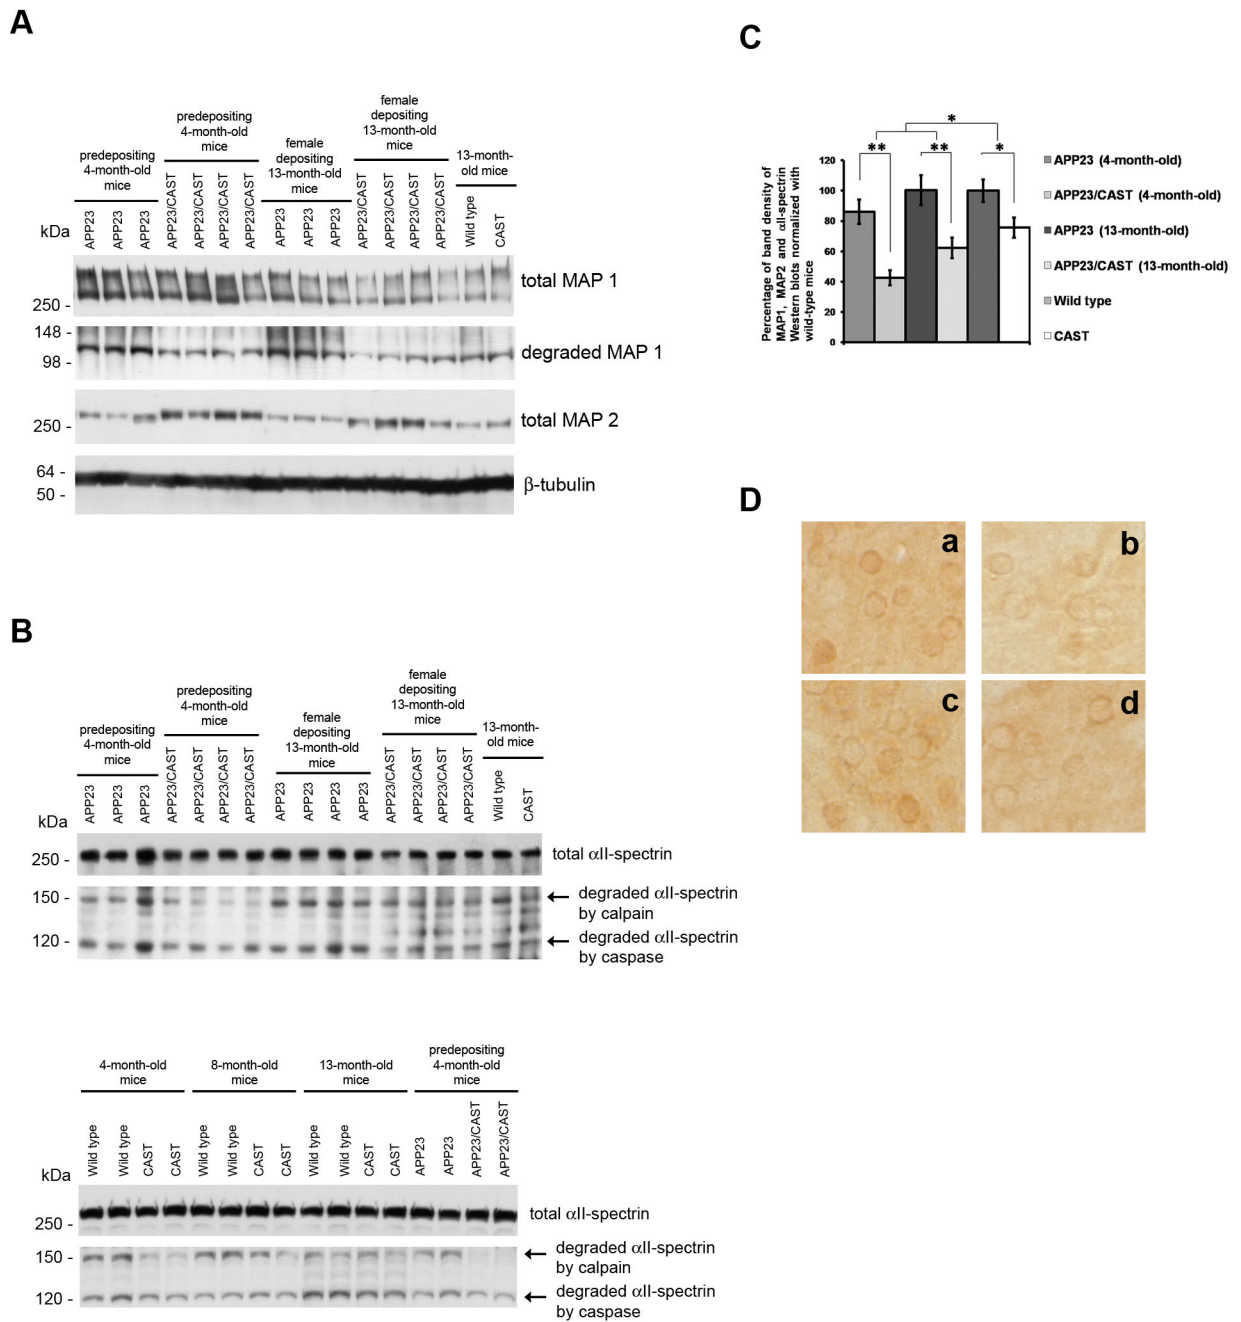 A
predepositing
4-month-old
mice
predepositing
4-month-old
mice
female
depositing
13-month-old
mice
female
depositing
13-month-old
mice
13-month-
old mice
kDa
APP23
APP23
APP23
APP23/CAST
APP23/CAST
APP23/CAST
APP23/CAST
APP23
APP23
APP23
APP23/CAST
APP23/CAST
APP23/CAST
APP23/CAST
Wild type
CAST
250 -
total MAP 1
148 -
98 -
degraded MAP 1
250 -
total MAP 2
64 -
50 -
β-tubulin
B
predepositing
4-month-old
mice
predepositing
4-month-old
mice
female
depositing
13-month-old
mice
female
depositing
13-month-old
mice
13-month-
old mice
kDa
APP23
APP23
APP23
APP23/CAST
APP23/CAST
APP23/CAST
APP23/CAST
APP23
APP23
APP23
APP23
APP23/CAST
APP23/CAST
APP23/CAST
APP23/CAST
Wild type
CAST
250 -
total αII-spectrin
150 -
degraded αII-spectrin
by calpain
120 -
degraded αII-spectrin
by caspase
4-month-old
mice
8-month-old
mice
13-month-old
mice
predepositing
4-month-old
mice
kDa
Wild type
Wild type
CAST
CAST
Wild type
Wild type
CAST
CAST
Wild type
Wild type
CAST
CAST
APP23
APP23
APP23/CAST
APP23/CAST
250 -
total αII-spectrin
150 -
degraded αII-spectrin
by calpain
120 -
degraded αII-spectrin
by caspase
C
Percentage of band density of
MAP1, MAP2 and αII-spectrin
Western blots normalized with
wild-type mice
120
100
80
60
40
20
0
**
**
*
*
APP23 (4-month-old)
APP23/CAST (4-month-old)
APP23 (13-month-old)
APP23/CAST (13-month-old)
Wild type
CAST
D
a
b
c
d